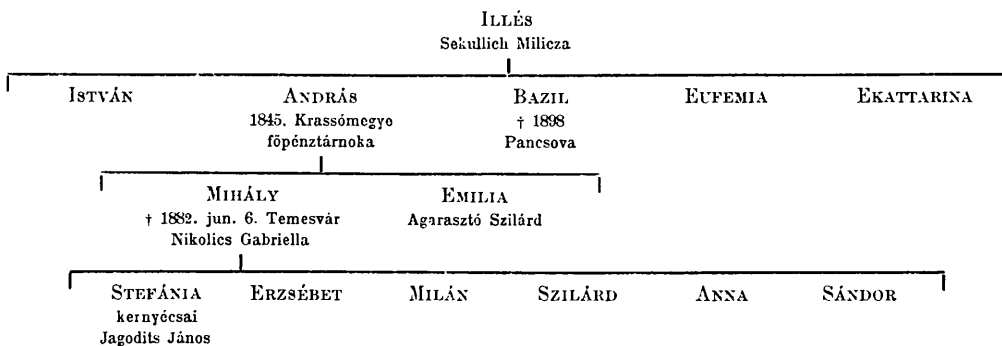 ILLÉS
Sekullich Milicza
ISTVÁN ANDRÁS BAZIL EUFEMIA EKATTARINA
1845. Krassómegye † 1898
főpénztárnoka Pancsova
MIHÁLY EMILIA
† 1882. jun. 6. Temesvár Agarasztó Szilárd
Nikolics Gabriella
STEFÁNIA ERZSÉBET MILÁN SZILÁRD ANNA SÁNDOR
kernyécsai
Jagodits János